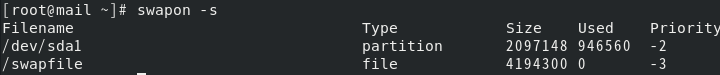 [root@mail ~]# swapon -s
Filename Type Size Used Priority
/dev/sda1 partition 2097148 946560 -2
/swapfile file 4194300 0 -3